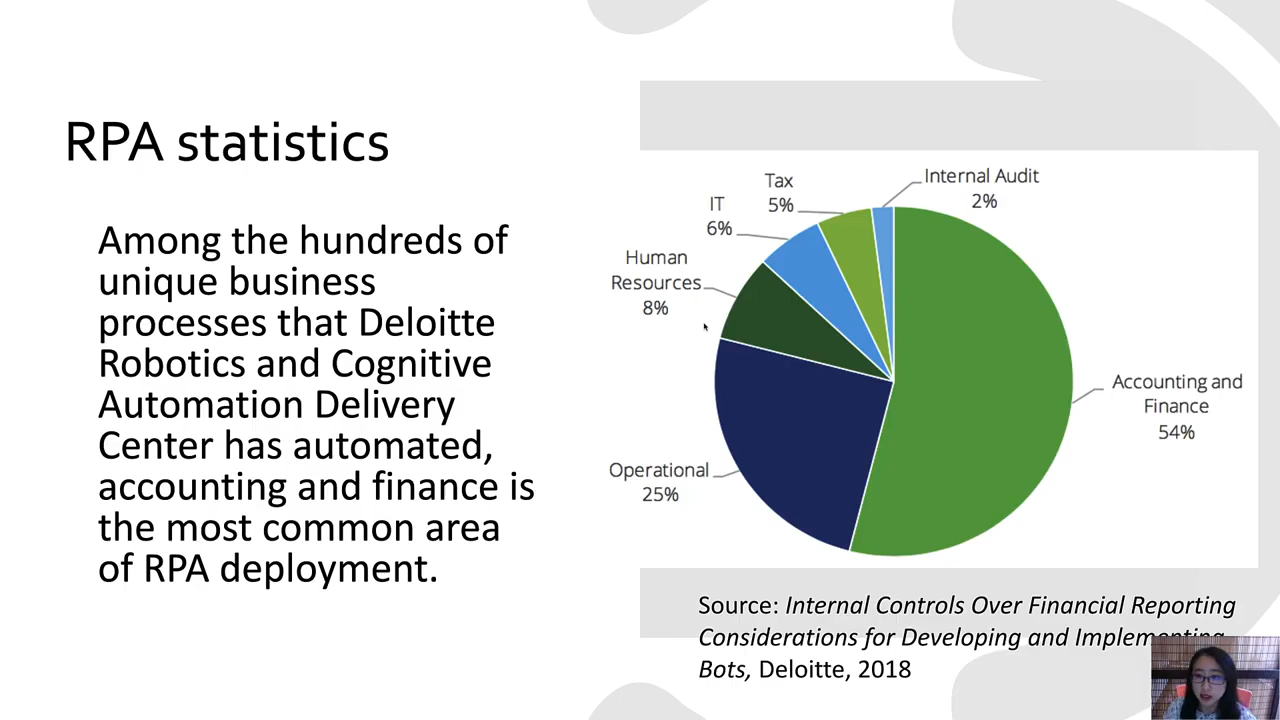 RPA statistics
Among the hundreds of
unique business
processes that Deloitte
Robotics and Cognitive
Automation Delivery
Center has automated,
accounting and finance is
the most common area
of RPA deployment.
Internal Audit
2%
Tax
5%
IT
6%
Human
Resources
8%
Accounting and
Finance
54%
Operational
25%
Source: Internal Controls Over Financial Reporting
Considerations for Developing and Implementing
Bots, Deloitte, 2018